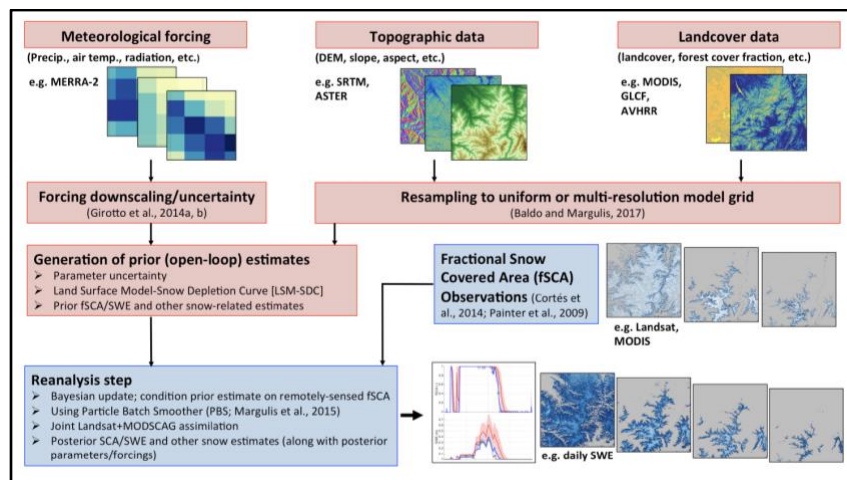 Meteorological forcing
(Precip., air temp., radiation, etc.)
e.g. MERRA-2
Topographic data
(DEM, slope, aspect, etc.)
e.g. SRTM,
ASTER
Landcover data
(landcover, forest cover fraction, etc.)
e.g. MODIS,
GLCF,
AVHRR
Forcing downscaling/uncertainty
(Girotto et al., 2014a, b)
Resampling to uniform or multi-resolution model grid
(Baldo and Margulis, 2017)
Generation of prior (open-loop) estimates
➢ Parameter uncertainty
➢ Land Surface Model-Snow Depletion Curve [LSM-SDC]
➢ Prior fSCA/SWE and other snow-related estimates
Fractional Snow
Covered Area (fSCA)
Observations (Cortés
et al., 2014; Painter et al., 2009)
e.g. Landsat,
MODIS
Reanalysis step
➢ Bayesian update; condition prior estimate on remotely-sensed fSCA
➢ Using Particle Batch Smoother (PBS; Margulis et al., 2015)
➢ Joint Landsat+MODSCAG assimilation
➢ Posterior SCA/SWE and other snow estimates (along with posterior
parameters/forcings)
e.g. daily SWE